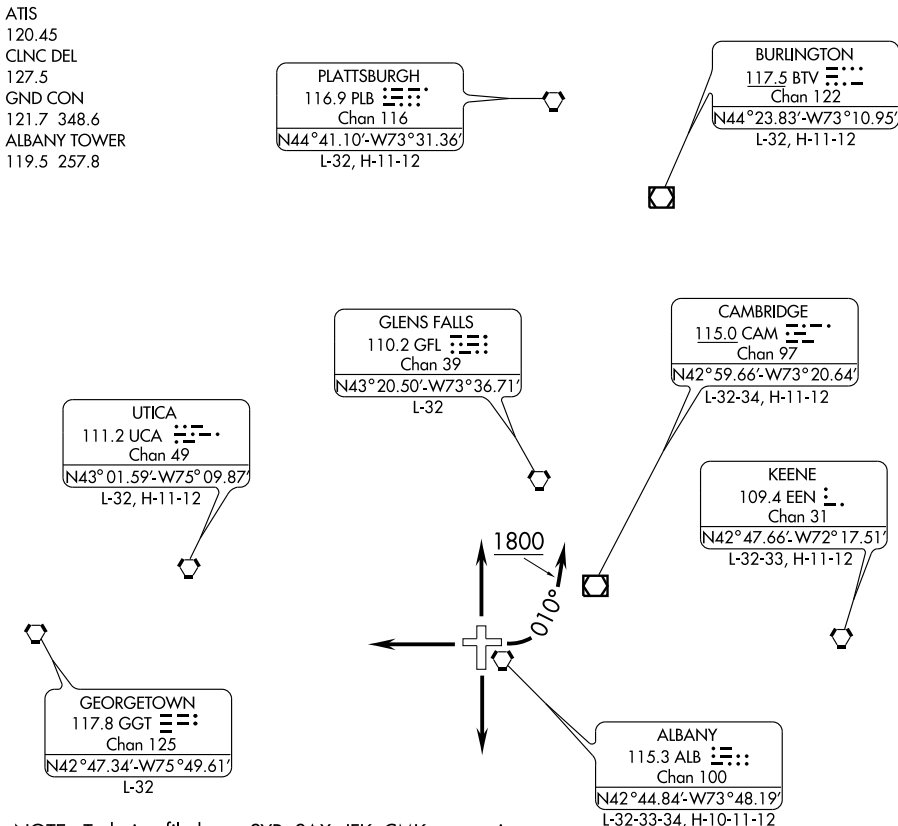 ATIS
120.45
CLNC DEL
127.5
GND CON
121.7 348.6
ALBANY TOWER
119.5 257.8
PLATTSBURGH
116.9 PLB
Chan 116
N44°41.10'-W73°31.36'
L-32, H-11-12
BURLINGTON
117.5 BTV
Chan 122
N44°23.83'-W73°10.95'
L-32, H-11-12
GLENS FALLS
110.2 GFL
Chan 39
N43°20.50'-W73°36.71'
L-32
CAMBRIDGE
115.0 CAM
Chan 97
N42°59.66'-W73°20.64'
L-32-34, H-11-12
UTICA
111.2 UCA
Chan 49
N43°01.59'-W75°09.87'
L-32, H-11-12
KEENE
109.4 EEN
Chan 31
N42°47.66'-W72°17.51'
L-32-33, H-11-12
1800
010°
GEORGETOWN
117.8 GGT
Chan 125
N42°47.34'-W75°49.61'
L-32
ALBANY
115.3 ALB
Chan 100
N42°44.84'-W73°48.19'
L-32-33-34, H-10-11-12